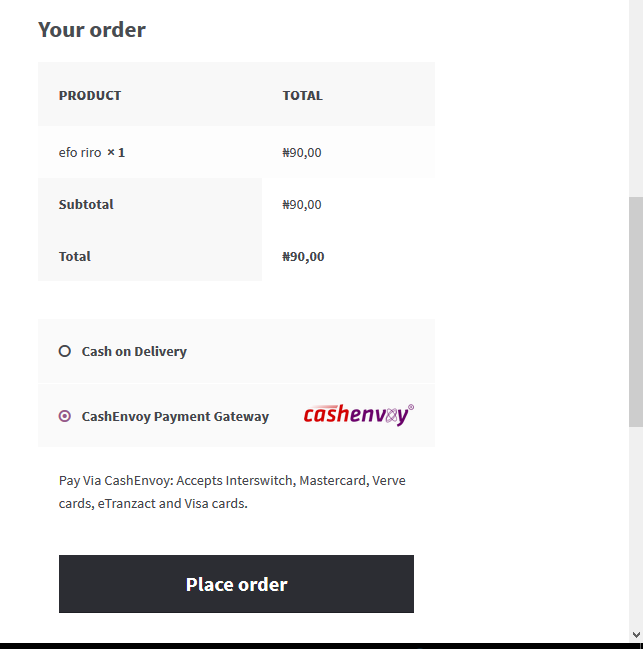 Your order
PRODUCT TOTAL
efo riro × 1 ₦90,00
Subtotal ₦90,00
Total ₦90,00
Cash on Delivery
CashEnvoy Payment Gateway cashenvoy®
Pay Via CashEnvoy: Accepts Interswitch, Mastercard, Verve
cards, eTranzact and Visa cards.
Place order